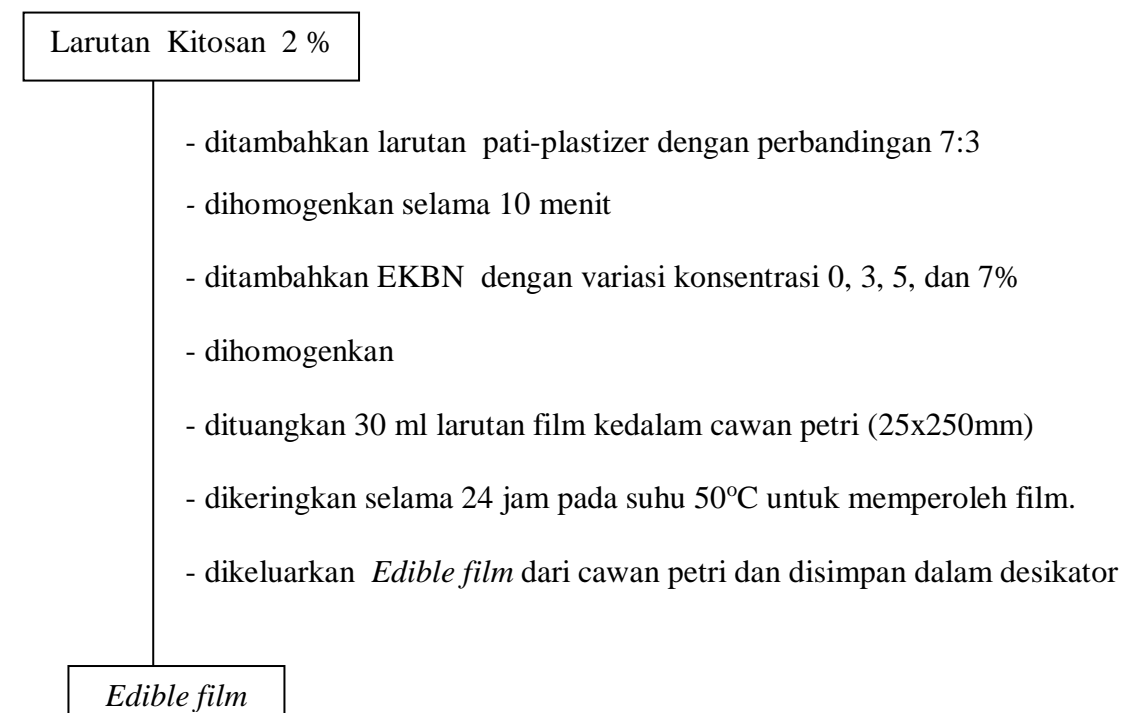 Larutan Kitosan 2 %
- ditambahkan larutan pati-plastizer dengan perbandingan 7:3
- dihomogenkan selama 10 menit
- ditambahkan EKBN dengan variasi konsentrasi 0, 3, 5, dan 7%
- dihomogenkan
- dituangkan 30 ml larutan film kedalam cawan petri (25x250mm)
- dikeringkan selama 24 jam pada suhu 50°C untuk memperoleh film.
- dikeluarkan Edible film dari cawan petri dan disimpan dalam desikator
Edible film